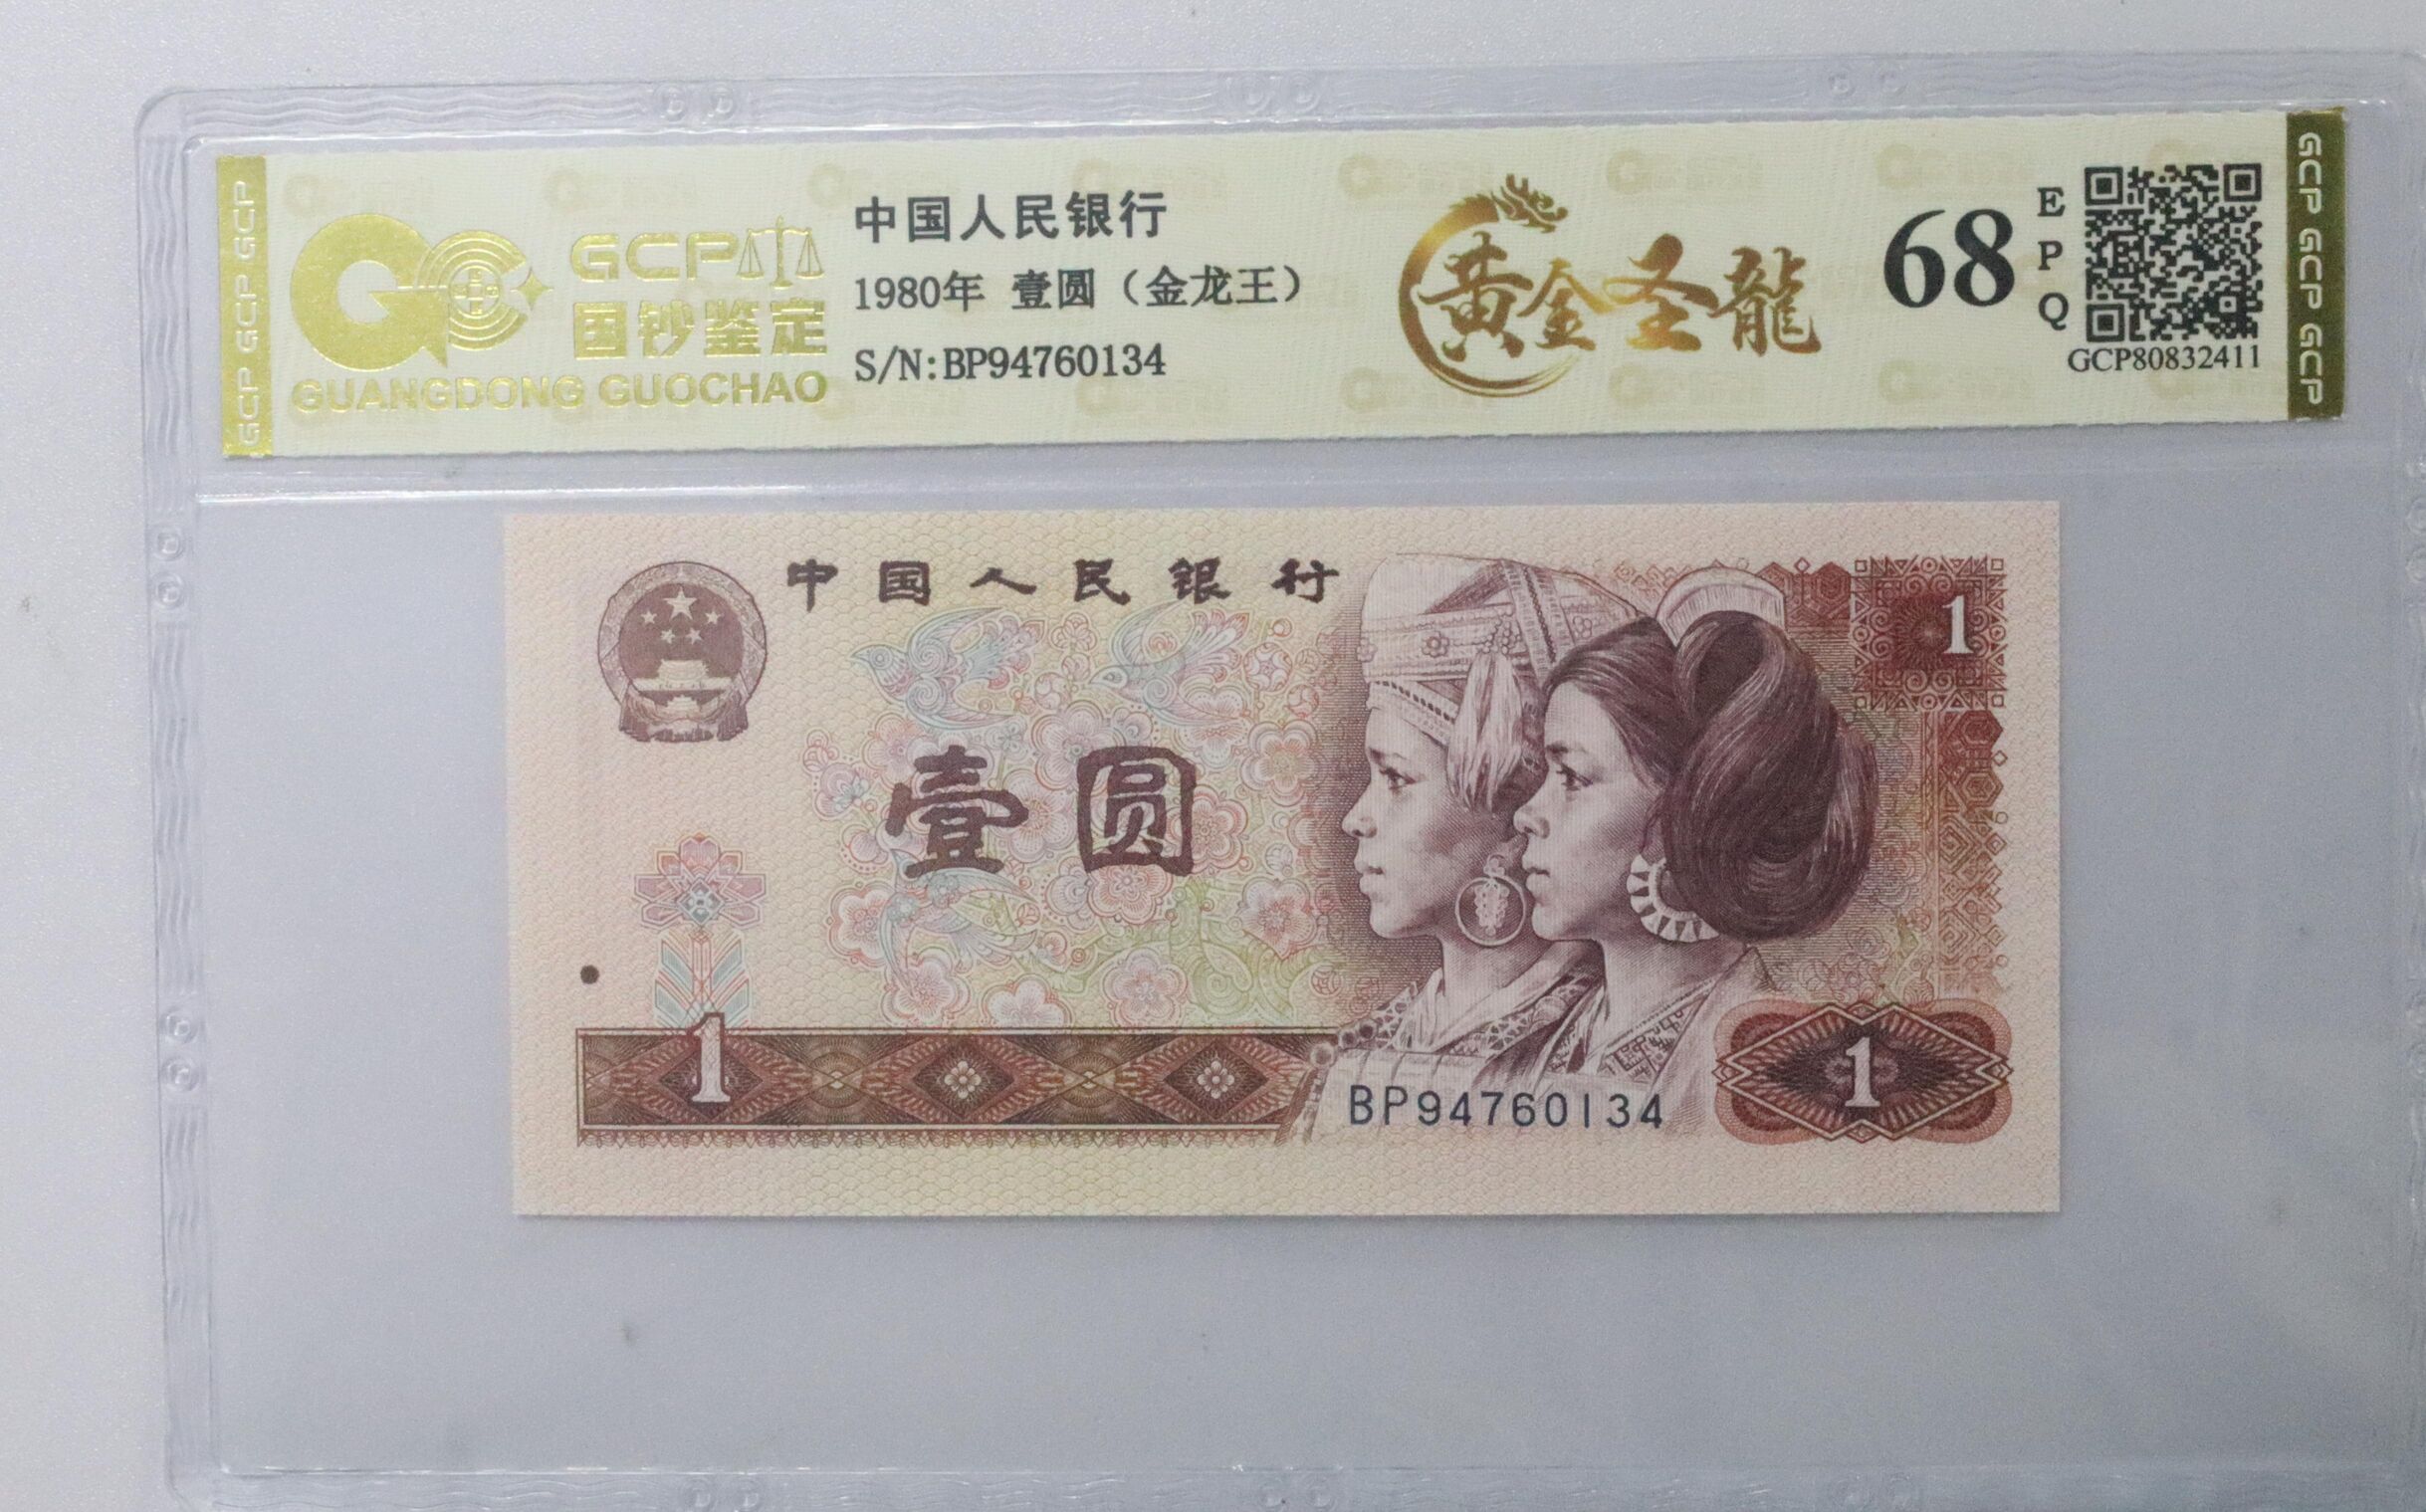 GCP GCP GCP
GCP
国钞鉴定
GUANGDONG GUOCHAO
中国人民银行
1980年 壹圆（金龙王）
S/N:BP94760134
黄金圣龍
68
E
P
Q
GCP80832411
GCP GCP GCP
中国人民银行
1
壹圆
1
BP94760134
1